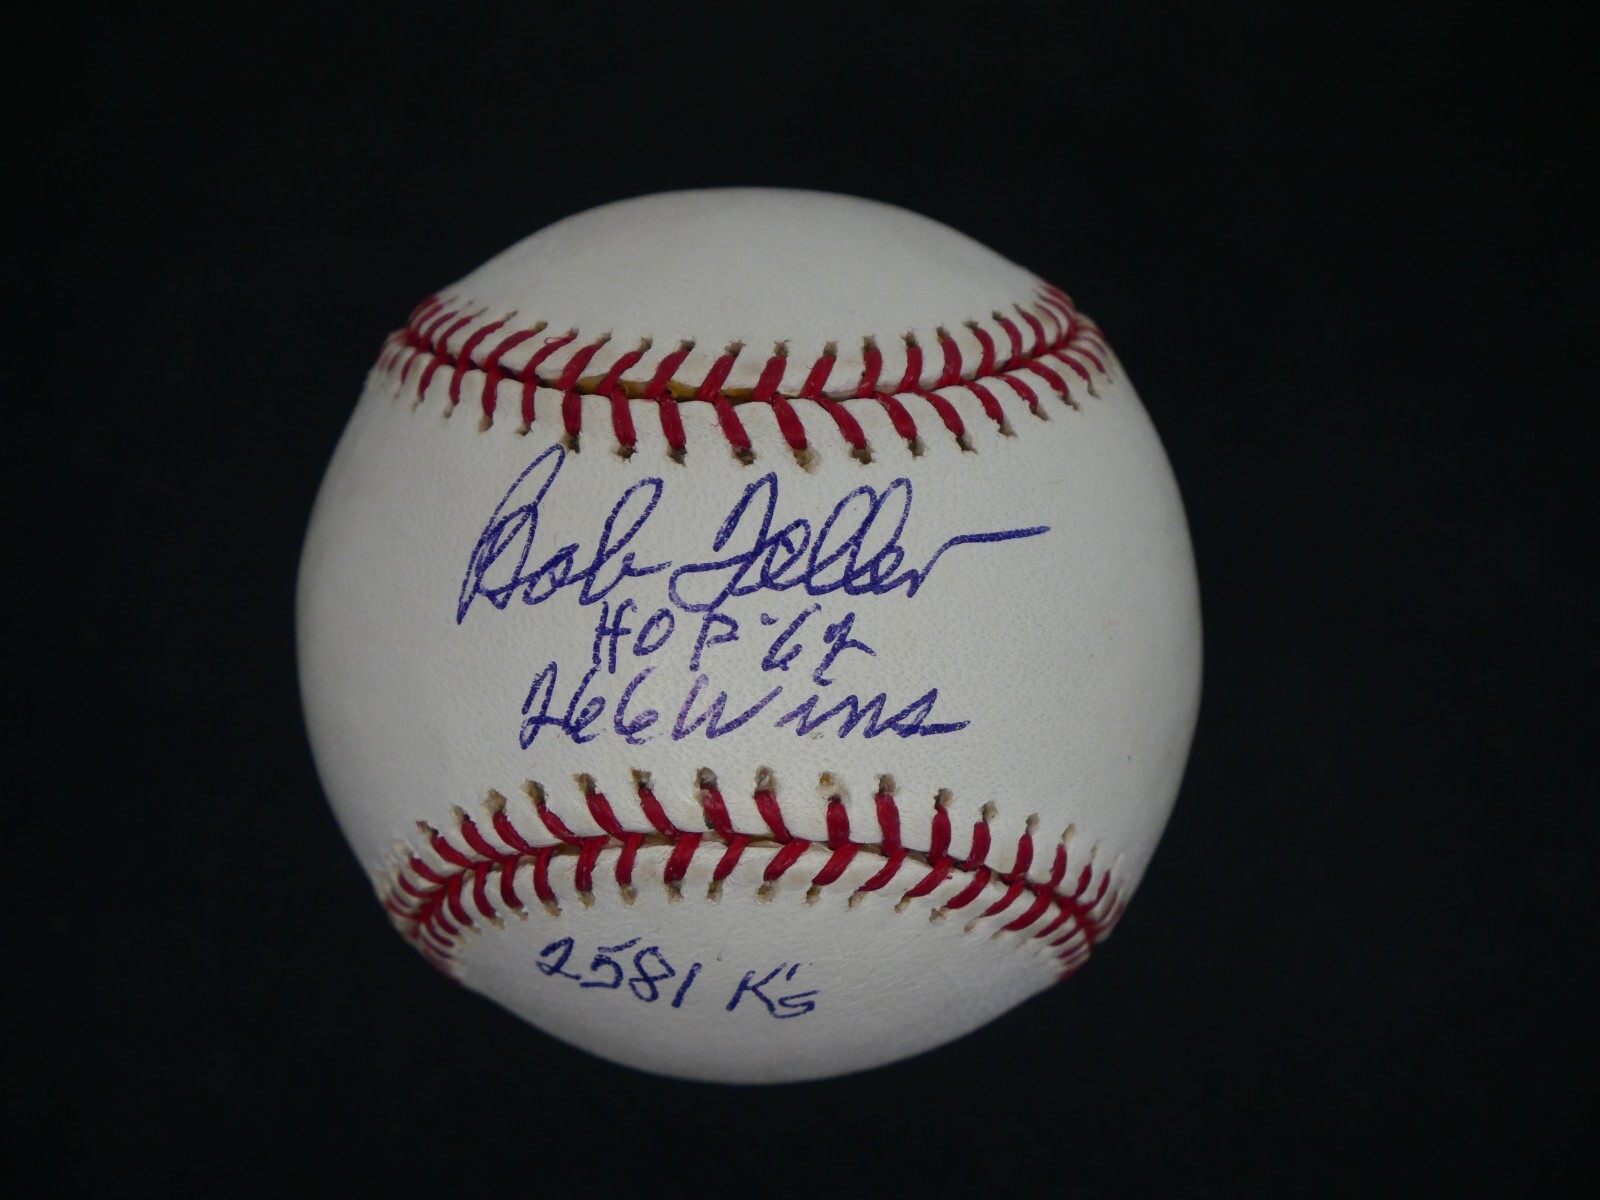 Bob Feller
HOF-62
266 Wins
2581 K's